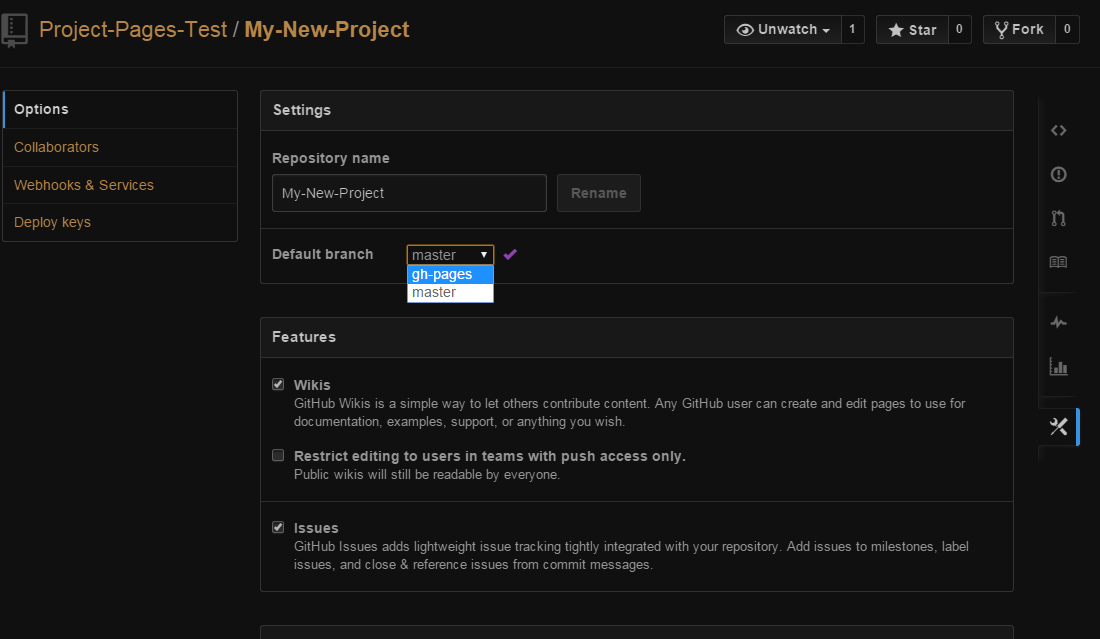 Project-Pages-Test / My-New-Project
Unwatch 1 Star 0 Fork 0
Options
Collaborators
Webhooks & Services
Deploy keys
Settings
Repository name
My-New-Project Rename
Default branch master
gh-pages
master
Features
Wikis
GitHub Wikis is a simple way to let others contribute content. Any GitHub user can create and edit pages to use for
documentation, examples, support, or anything you wish.
Restrict editing to users in teams with push access only.
Public wikis will still be readable by everyone.
Issues
GitHub Issues adds lightweight issue tracking tightly integrated with your repository. Add issues to milestones, label
issues, and close & reference issues from commit messages.